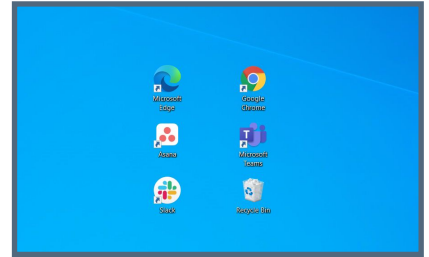 Microsoft
Edge
Google
Chrome
Asana
Microsoft
Teams
Slack
Recycle Bin